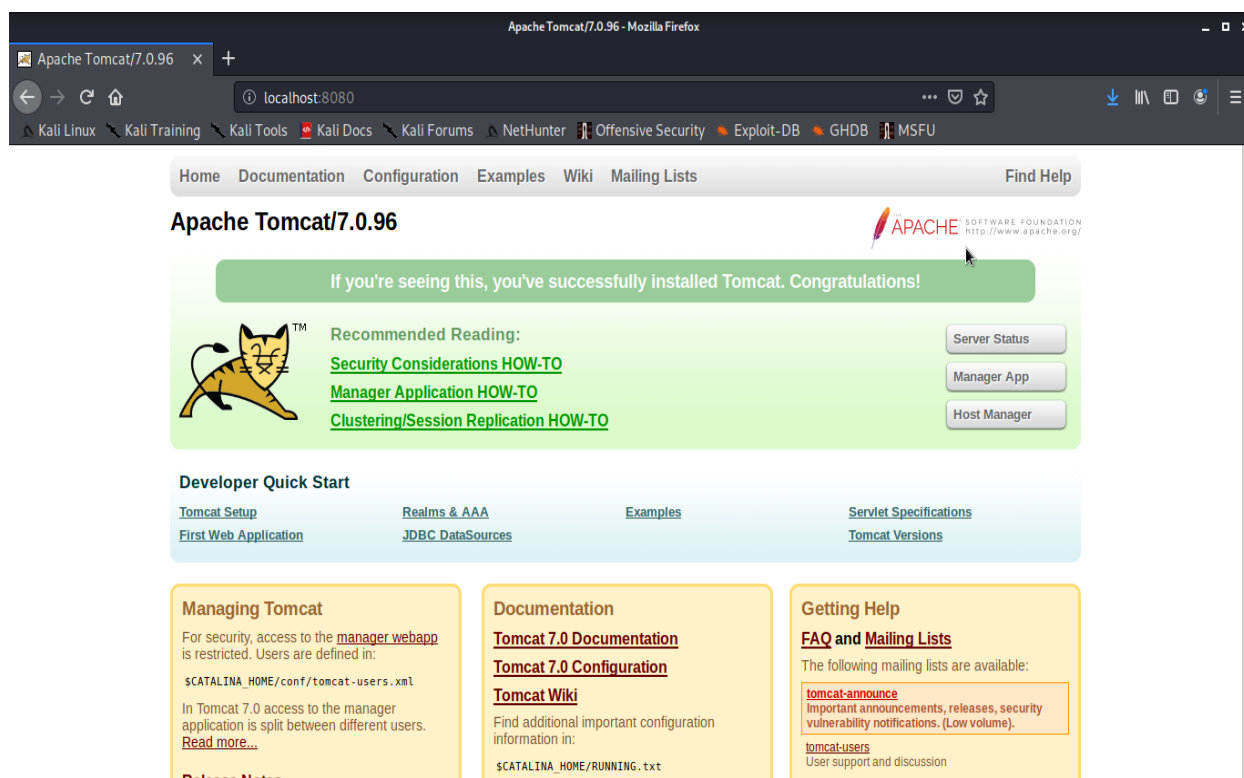 Apache Tomcat/7.0.96 - Mozilla Firefox
Apache Tomcat/7.0.96
localhost:8080
Kali Linux Kali Training Kali Tools Kali Docs Kali Forums NetHunter Offensive Security Exploit-DB GHDB MSFU
Home Documentation Configuration Examples Wiki Mailing Lists Find Help
Apache Tomcat/7.0.96
THE APACHE SOFTWARE FOUNDATION
http://www.apache.org/
If you're seeing this, you've successfully installed Tomcat. Congratulations!
TM
Recommended Reading:
Security Considerations HOW-TO
Manager Application HOW-TO
Clustering/Session Replication HOW-TO
Server Status
Manager App
Host Manager
Developer Quick Start
Tomcat Setup
First Web Application
Realms & AAA
JDBC DataSources
Examples
Servlet Specifications
Tomcat Versions
Managing Tomcat
For security, access to the manager webapp
is restricted. Users are defined in:
$CATALINA_HOME/conf/tomcat-users.xml
In Tomcat 7.0 access to the manager
application is split between different users.
Read more...
Release Notes
Documentation
Tomcat 7.0 Documentation
Tomcat 7.0 Configuration
Tomcat Wiki
Find additional important configuration
information in:
$CATALINA_HOME/RUNNING.txt
Getting Help
FAQ and Mailing Lists
The following mailing lists are available:
tomcat-announce
Important announcements, releases, security
vulnerability notifications. (Low volume).
tomcat-users
User support and discussion